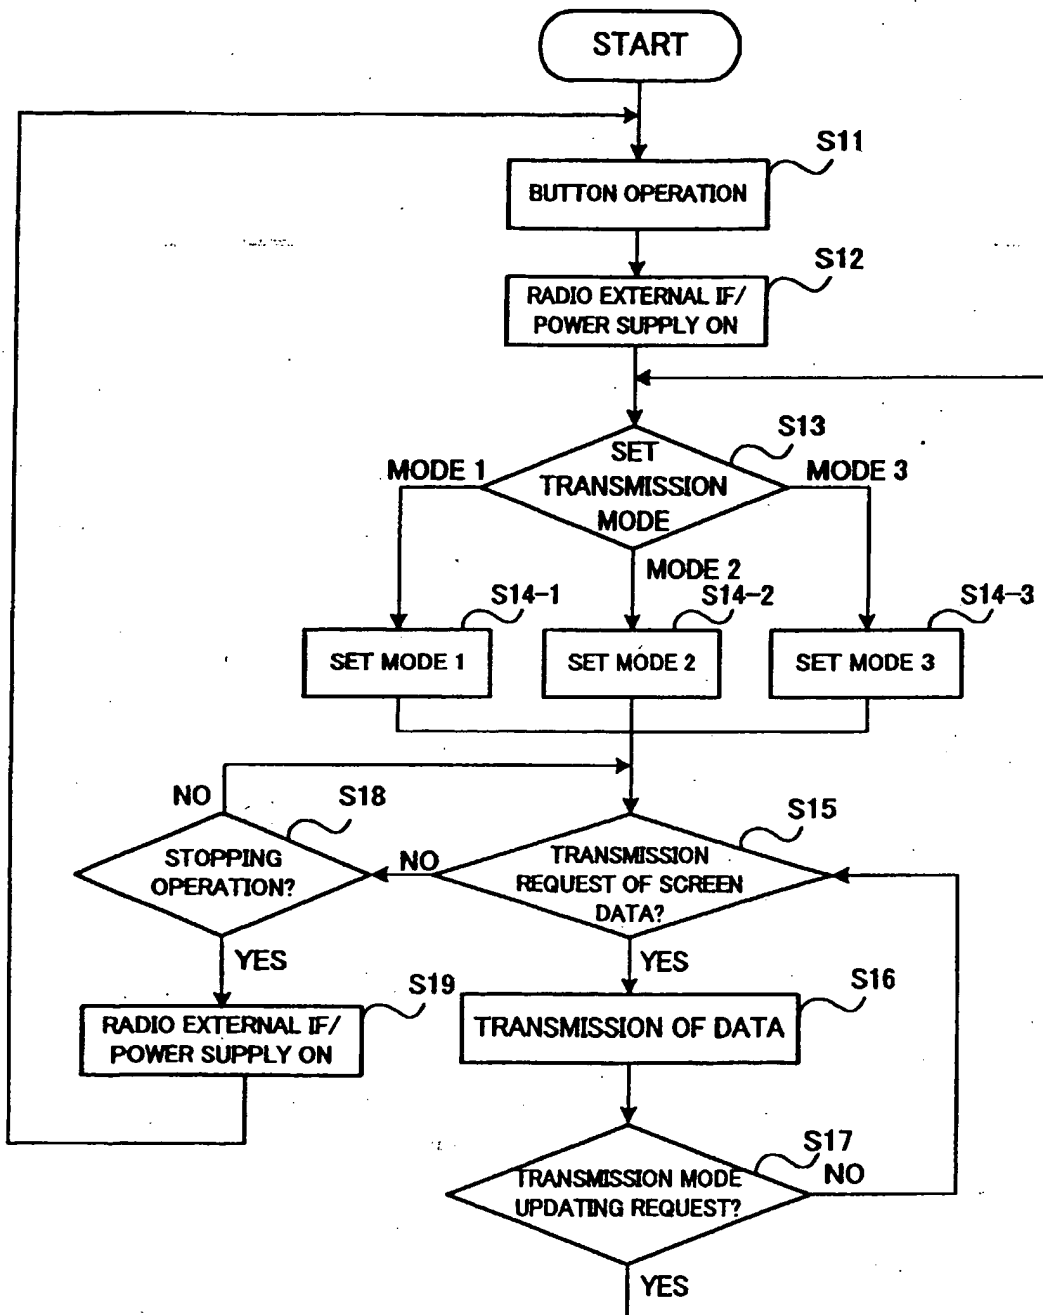 START
S11
BUTTON OPERATION
S12
RADIO EXTERNAL IF/
POWER SUPPLY ON
S13
SET
TRANSMISSION
MODE
MODE 1
MODE 3
MODE 2
S14-1
S14-2
S14-3
SET MODE 1
SET MODE 2
SET MODE 3
NO
S18
S15
STOPPING
OPERATION?
NO
TRANSMISSION
REQUEST OF SCREEN
DATA?
YES
YES
S19
S16
RADIO EXTERNAL IF/
POWER SUPPLY ON
TRANSMISSION OF DATA
S17
TRANSMISSION MODE
UPDATING REQUEST?
NO
YES